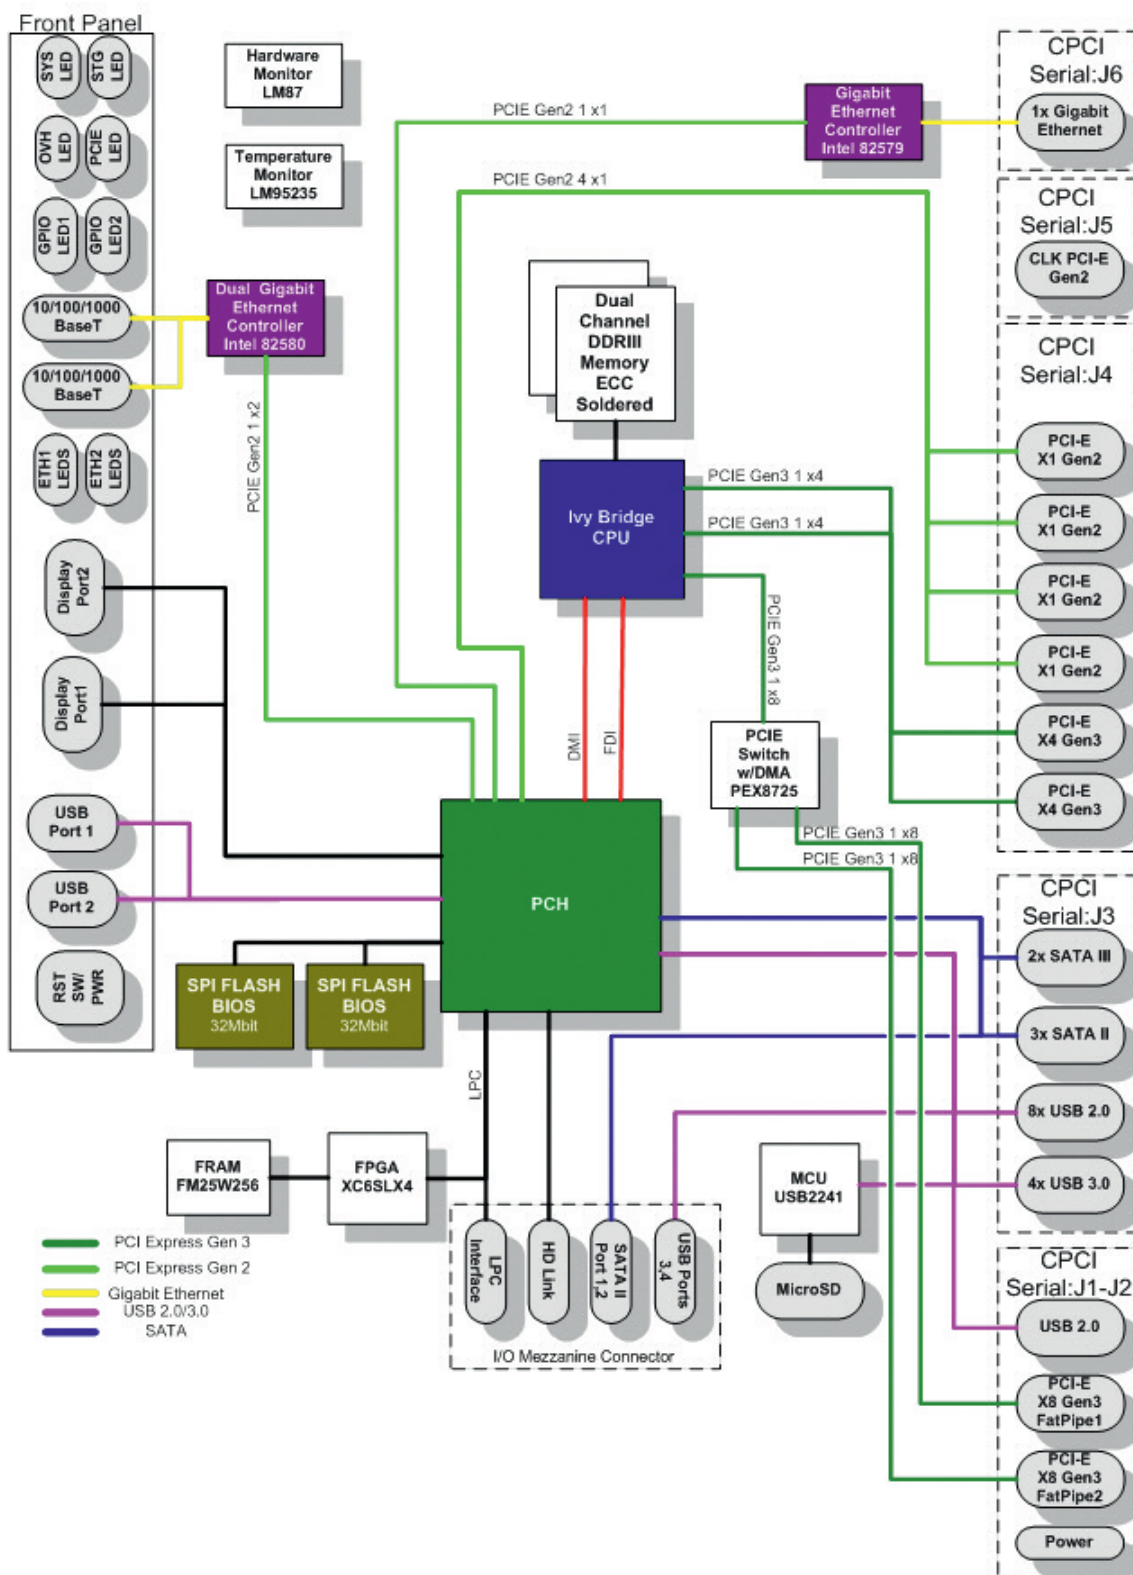 Front Panel
SYS
LED
STG
LED
OVH
LED
PCIE
LED
GPIO
LED1
GPIO
LED2
10/100/1000
BaseT
10/100/1000
BaseT
ETH1
LEDS
ETH2
LEDS
Display
Port2
Display
Port1
USB
Port 1
USB
Port 2
RST
SW/
PWR
Hardware
Monitor
LM87
Temperature
Monitor
LM95235
Dual Gigabit
Ethernet
Controller
Intel 82580
PCIE Gen2 1 x2
PCIE Gen2 1 x1
PCIE Gen2 4 x1
Gigabit
Ethernet
Controller
Intel 82579
Dual
Channel
DDRIII
Memory
ECC
Soldered
Ivy Bridge
CPU
PCIE Gen3 1 x4
PCIE Gen3 1 x4
PCIE Gen3 1 x8
DMI
FDI
PCIE
Switch
w/DMA
PEX8725
PCIE Gen3 1 x8
PCIE Gen3 1 x8
PCH
SPI FLASH
BIOS
32Mbit
SPI FLASH
BIOS
32Mbit
LPC
FRAM
FM25W256
FPGA
XC6SLX4
MCU
USB2241
MicroSD
LPC
Interface
HD Link
SATA II
Port 1,2
USB Ports
3,4
I/O Mezzanine Connector
PCI Express Gen 3
PCI Express Gen 2
Gigabit Ethernet
USB 2.0/3.0
SATA
CPCI
Serial:J6
1x Gigabit
Ethernet
CPCI
Serial:J5
CLK PCI-E
Gen2
CPCI
Serial:J4
PCI-E
X1 Gen2
PCI-E
X1 Gen2
PCI-E
X1 Gen2
PCI-E
X1 Gen2
PCI-E
X4 Gen3
PCI-E
X4 Gen3
CPCI
Serial:J3
2x SATA III
3x SATA II
8x USB 2.0
4x USB 3.0
CPCI
Serial:J1-J2
USB 2.0
PCI-E
X8 Gen3
FatPipe1
PCI-E
X8 Gen3
FatPipe2
Power